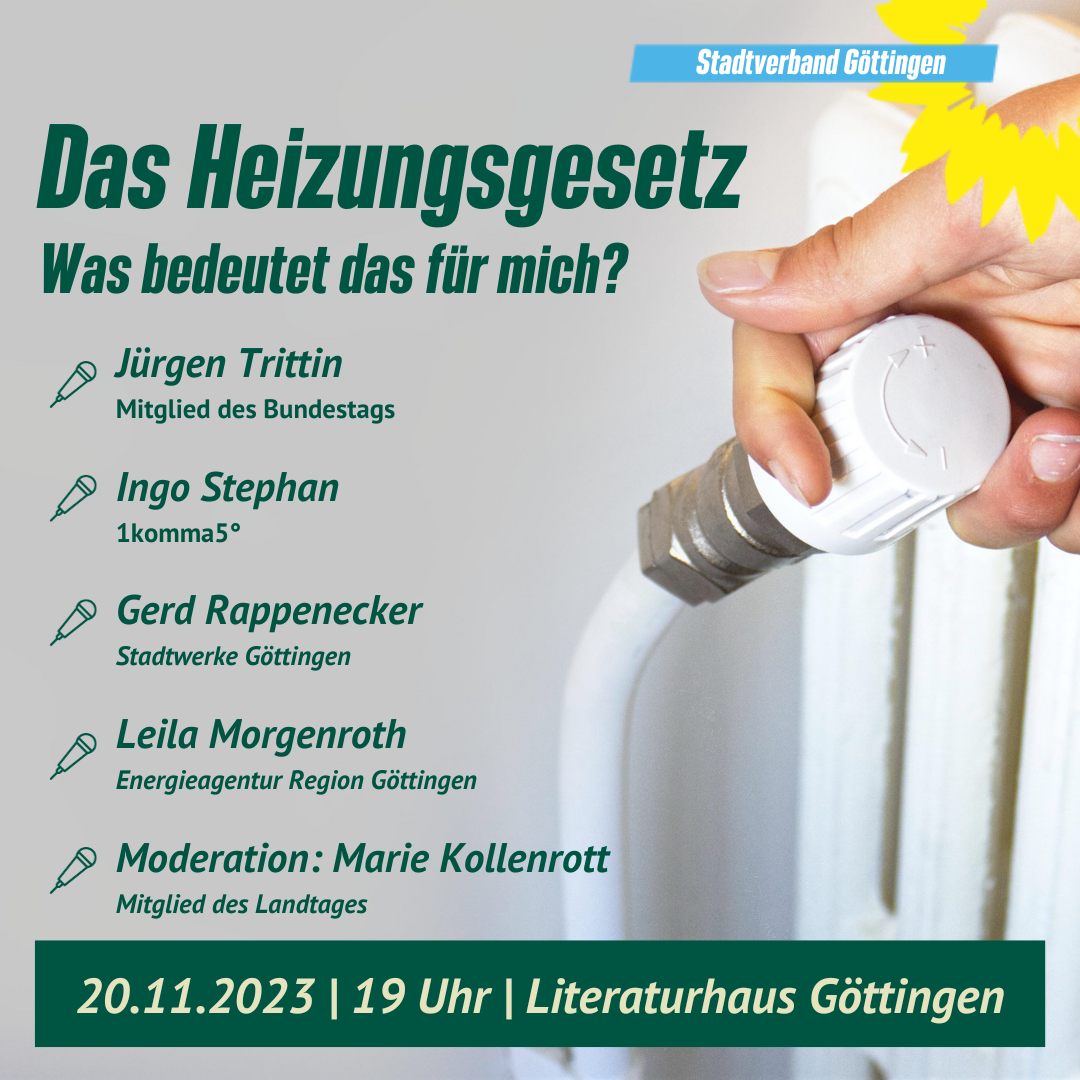 Stadtverband Göttingen
Das Heizungsgesetz
Was bedeutet das für mich?
Jürgen Trittin
Mitglied des Bundestags
Ingo Stephan
1komma5°
Gerd Rappenecker
Stadtwerke Göttingen
Leila Morgenroth
Energieagentur Region Göttingen
Moderation: Marie Kollenrott
Mitglied des Landtages
20.11.2023 | 19 Uhr | Literaturhaus Göttingen